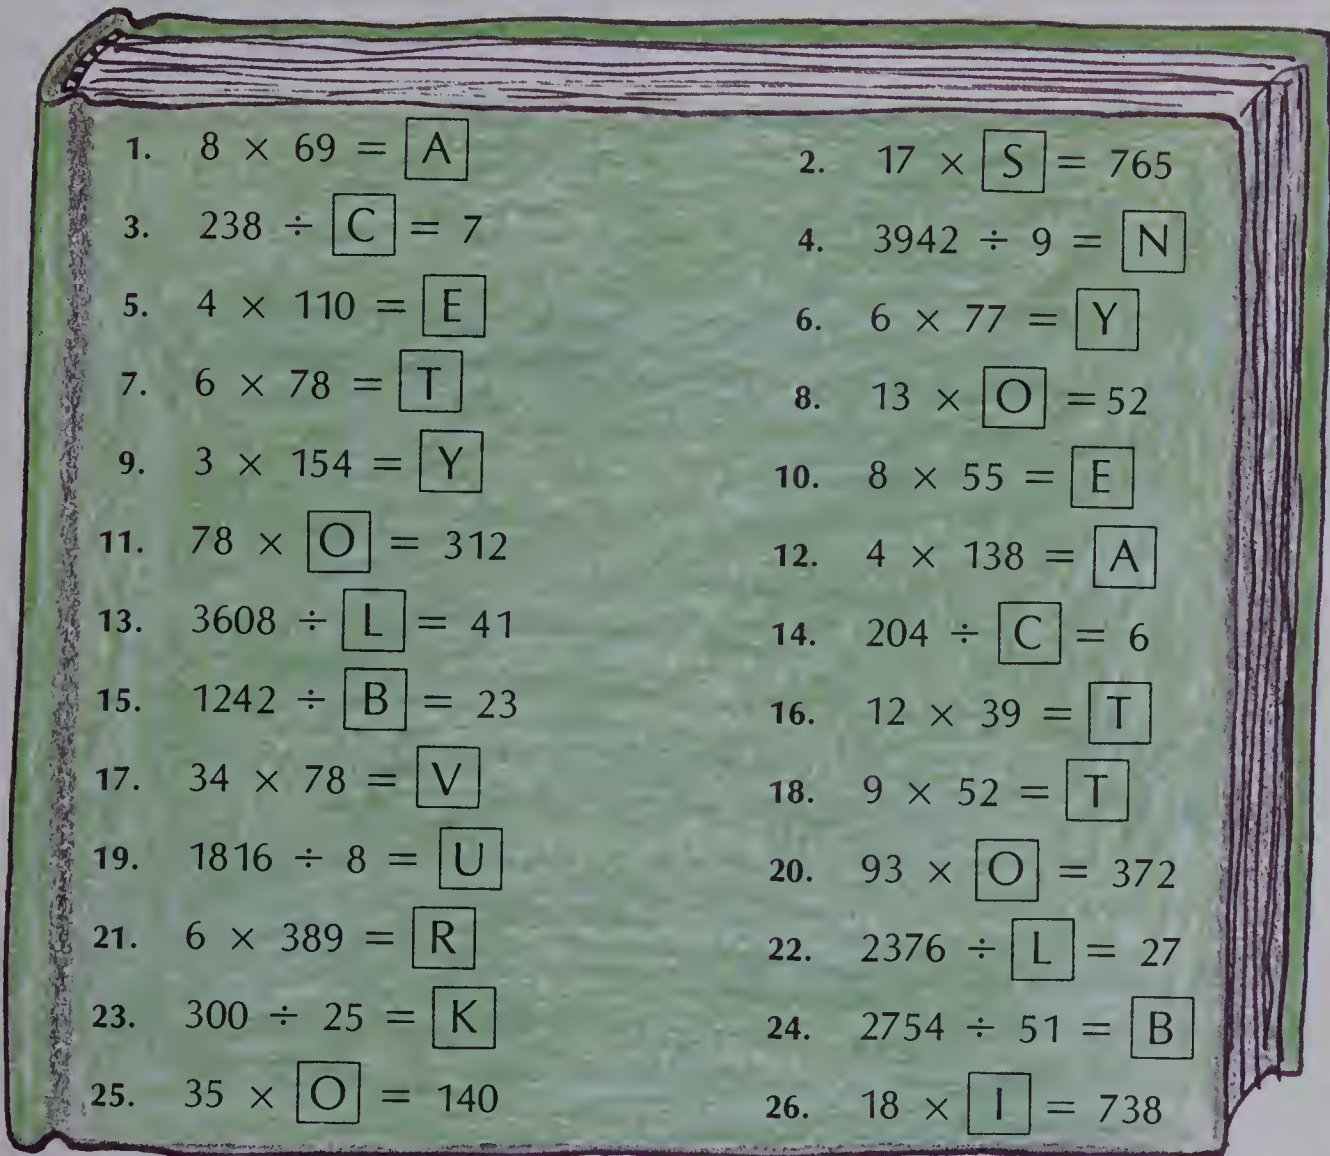 1. 8 × 69 = A
2. 17 × S = 765
3. 238 ÷ C = 7
4. 3942 ÷ 9 = N
5. 4 × 110 = E
6. 6 × 77 = Y
7. 6 × 78 = T
8. 13 × O = 52
9. 3 × 154 = Y
10. 8 × 55 = E
11. 78 × O = 312
12. 4 × 138 = A
13. 3608 ÷ L = 41
14. 204 ÷ C = 6
15. 1242 ÷ B = 23
16. 12 × 39 = T
17. 34 × 78 = V
18. 9 × 52 = T
19. 1816 ÷ 8 = U
20. 93 × O = 372
21. 6 × 389 = R
22. 2376 ÷ L = 27
23. 300 ÷ 25 = K
24. 2754 ÷ 51 = B
25. 35 × O = 140
26. 18 × I = 738